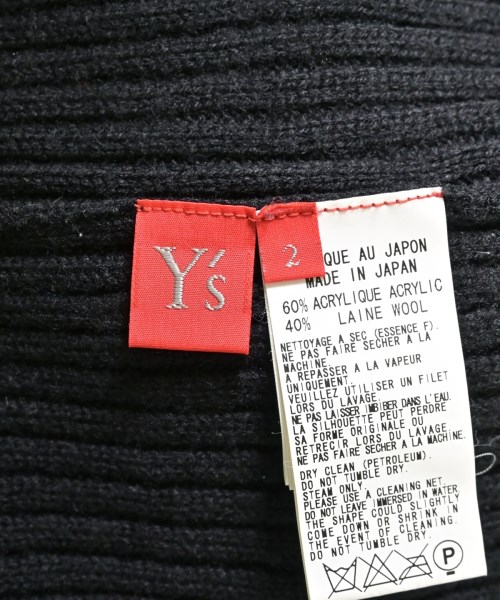 Y's
2
QUE AU JAPON
MADE IN JAPAN
60% ACRYLIQUE ACRYLIC
40% LAINE WOOL
NETTOYAGE A SEC (ESSENCE F).
NE PAS FAIRE SECHER A LA
MACHINE.
A REPASSER A LA VAPEUR
UNIQUEMENT.
VEUILLEZ UTILISER UN FILET
LORS DU LAVAGE.
NE PAS LAISSER IMBIBER DANS L'EAU.
LA SILHOUETTE PEUT PERDRE
SA FORME ORIGINALE OU
RETRECIR LORS DU LAVAGE.
NE PAS FAIRE SECHER A LA MACHINE.
DRY CLEAN (PETROLEUM).
DO NOT TUMBLE DRY.
STEAM ONLY.
PLEASE USE A CLEANING NET.
DO NOT LEAVE IMMERSED IN WATER.
THE SHAPE COULD SLIGHTLY
COME DOWN OR SHRINK IN
THE EVENT OF CLEANING.
DO NOT TUMBLE DRY.
P